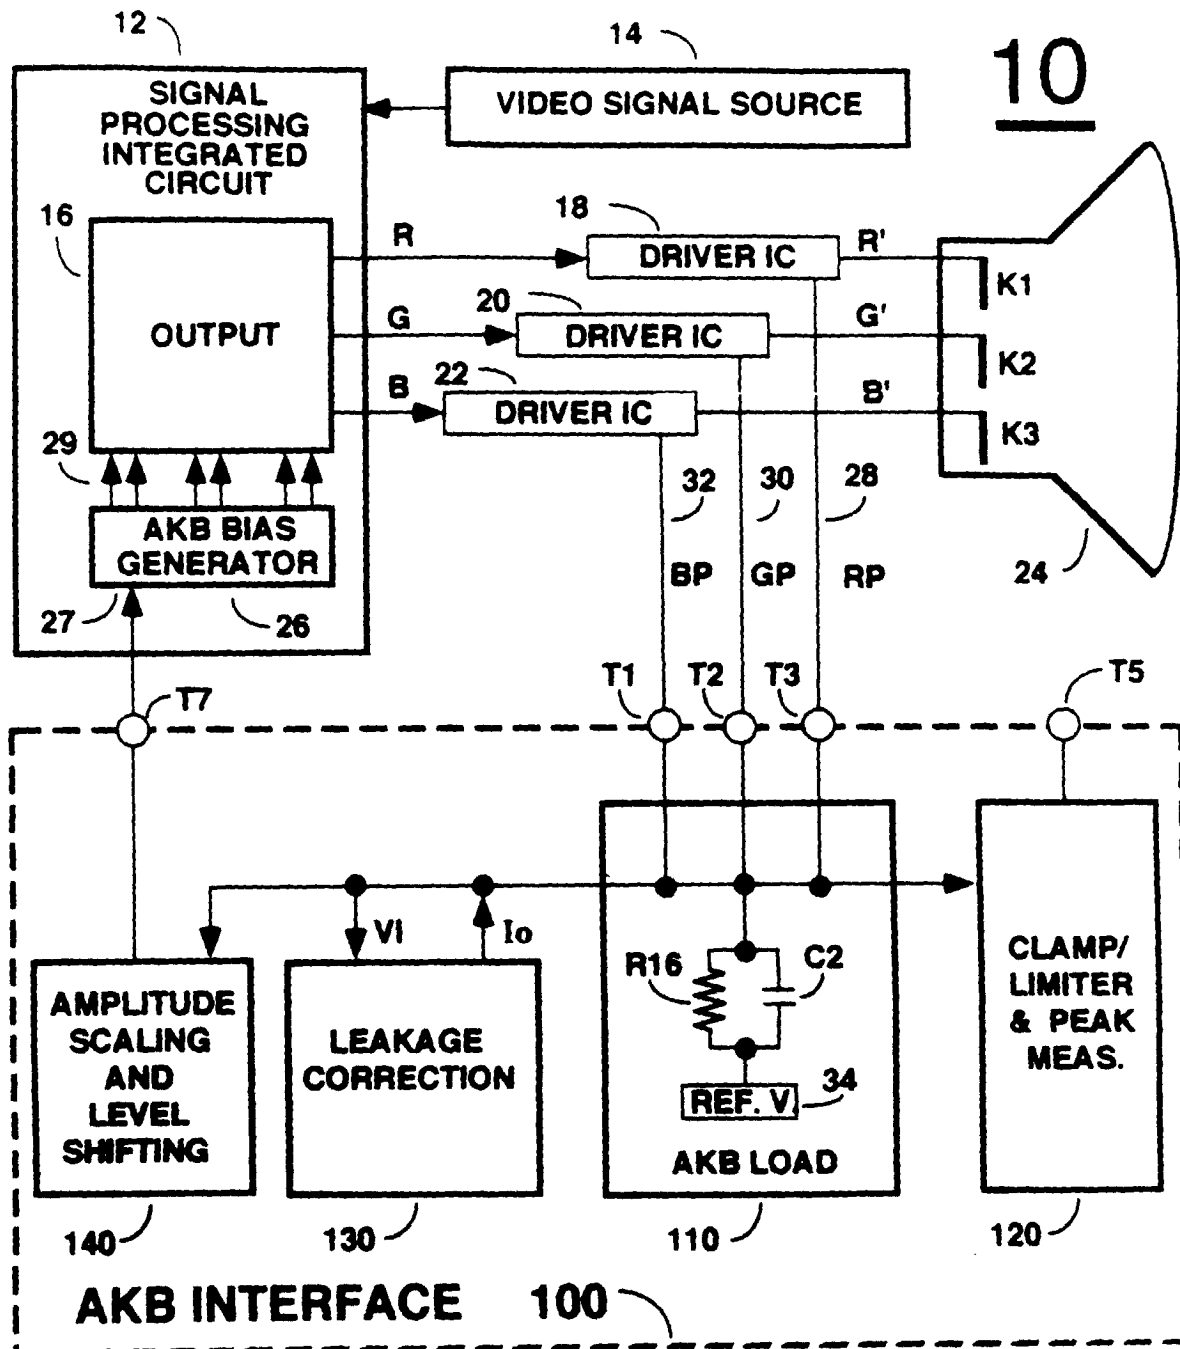 12
14
10
SIGNAL
PROCESSING
INTEGRATED
CIRCUIT
VIDEO SIGNAL SOURCE
16
18
R
DRIVER IC
R'
K1
OUTPUT
20
G
DRIVER IC
G'
K2
22
B
DRIVER IC
B'
K3
29
32
30
28
AKB BIAS
GENERATOR
BP
GP
RP
24
27
26
T7
T1
T2
T3
T5
Vi
Io
R16
C2
AMPLITUDE
SCALING
AND
LEVEL
SHIFTING
LEAKAGE
CORRECTION
REF. V.
34
AKB LOAD
CLAMP/
LIMITER
& PEAK
MEAS.
140
130
110
120
AKB INTERFACE
100